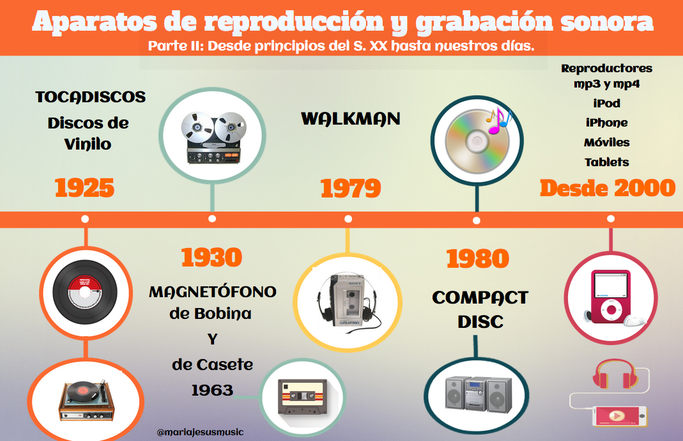 Aparatos de reproducción y grabación sonora
Parte II: Desde principios del S. XX hasta nuestros días.
TOCADISCOS
Discos de
Vinilo
1925
1930
MAGNETÓFONO
de Bobina
Y
de Casete
1963
WALKMAN
1979
1980
COMPACT
DISC
Reproductores
mp3 y mp4
iPod
iPhone
Móviles
Tablets
Desde 2000
@mariajesusmusic